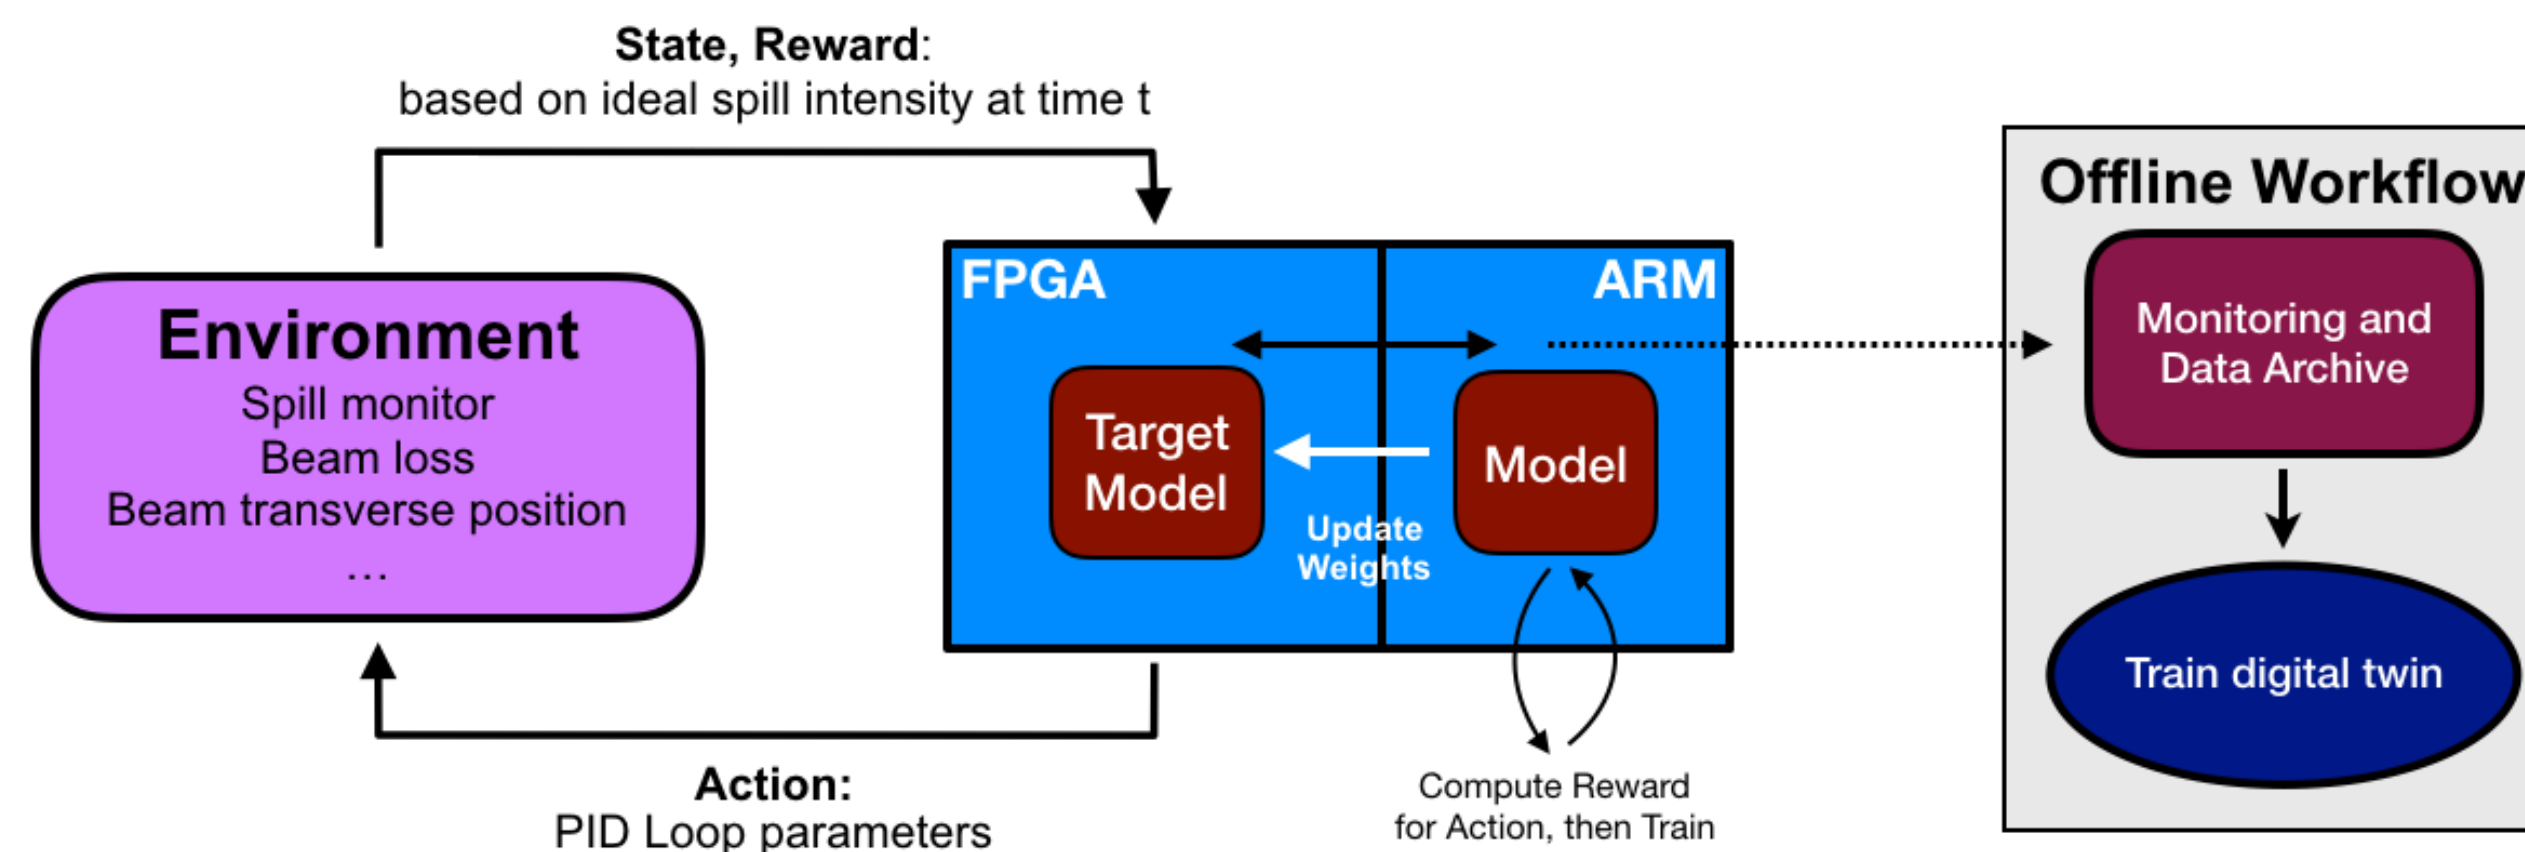 State, Reward:
based on ideal spill intensity at time t
Environment
Spill monitor
Beam loss
Beam transverse position
...
FPGA
ARM
Target
Model
Model
Update
Weights
Action:
PID Loop parameters
Compute Reward
for Action, then Train
Offline Workflow
Monitoring and
Data Archive
Train digital twin